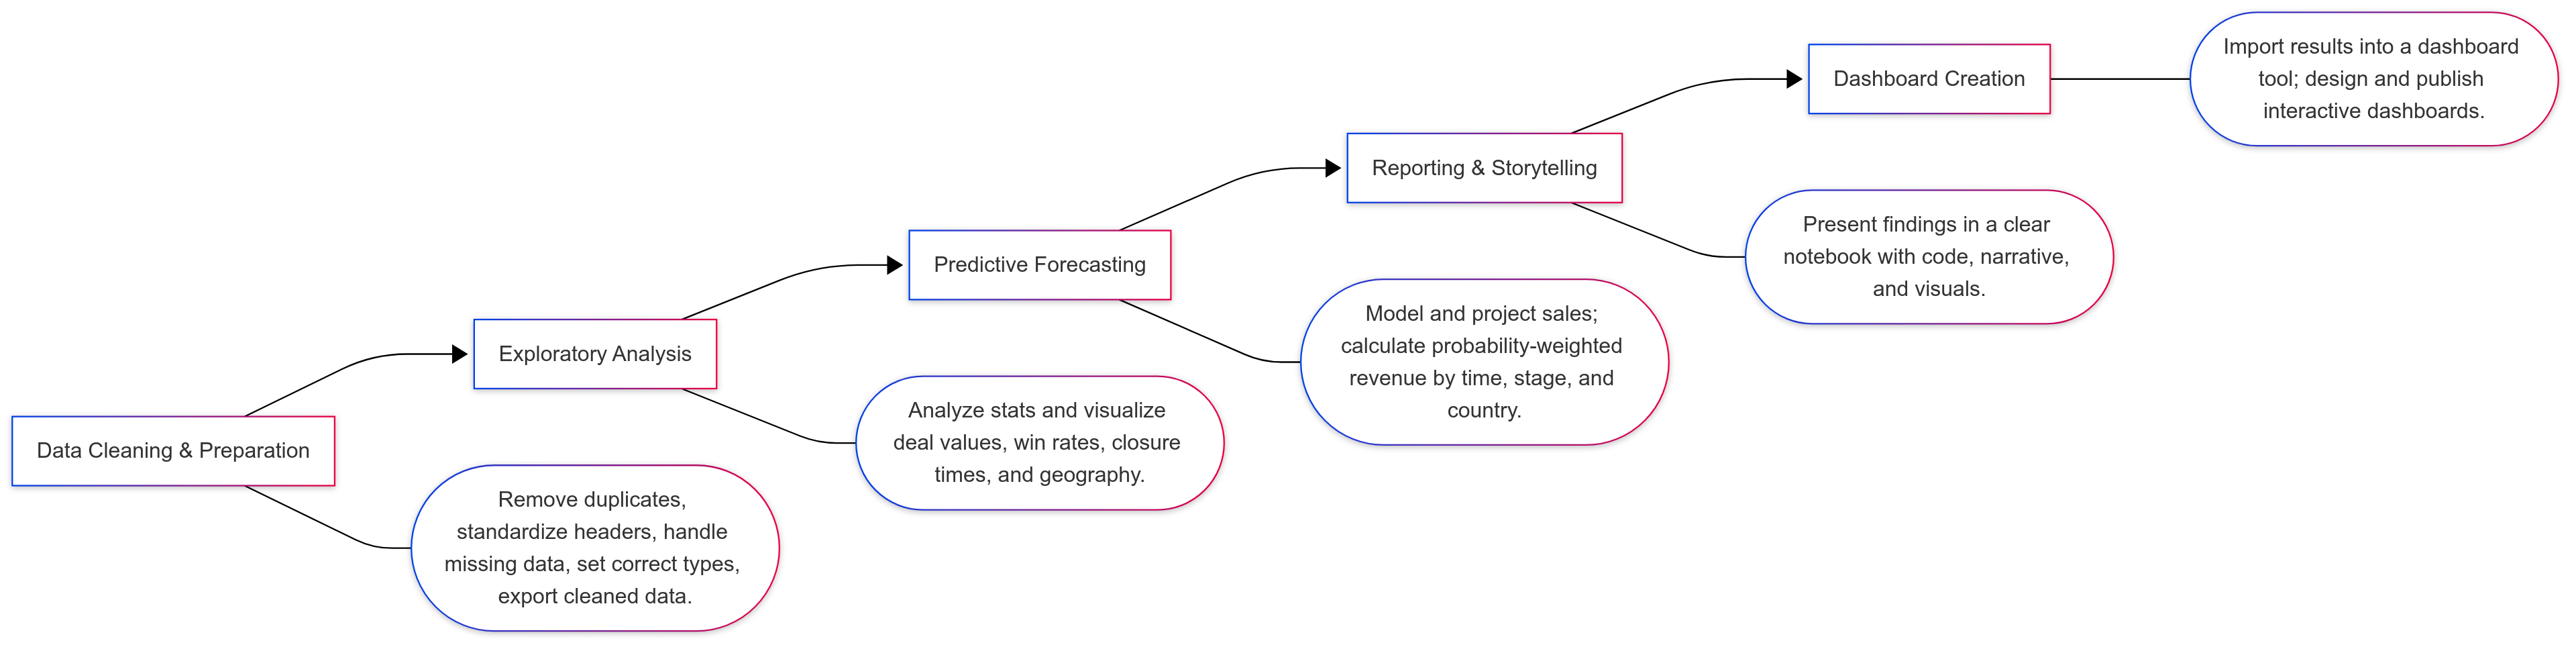 Data Cleaning & Preparation
Remove duplicates,
standardize headers, handle
missing data, set correct types,
export cleaned data.
Exploratory Analysis
Analyze stats and visualize
deal values, win rates, closure
times, and geography.
Predictive Forecasting
Model and project sales;
calculate probability-weighted
revenue by time, stage, and
country.
Reporting & Storytelling
Present findings in a clear
notebook with code, narrative,
and visuals.
Dashboard Creation
Import results into a dashboard
tool; design and publish
interactive dashboards.